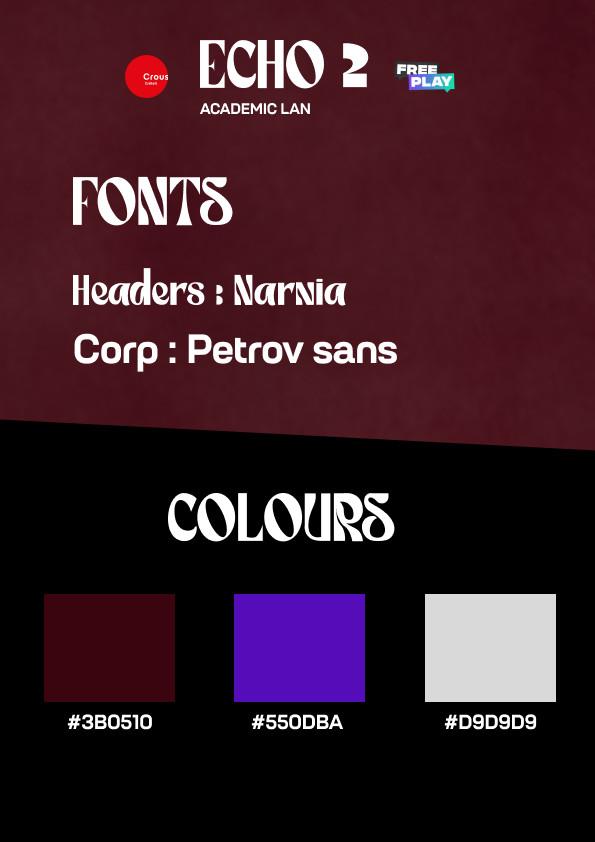 Crous
ECHO 2
ACADEMIC LAN
FREE
PLAY
FONTS
Headers : Narnia
Corp : Petrov sans
COLOURS
#3B0510
#550DBA
#D9D9D9